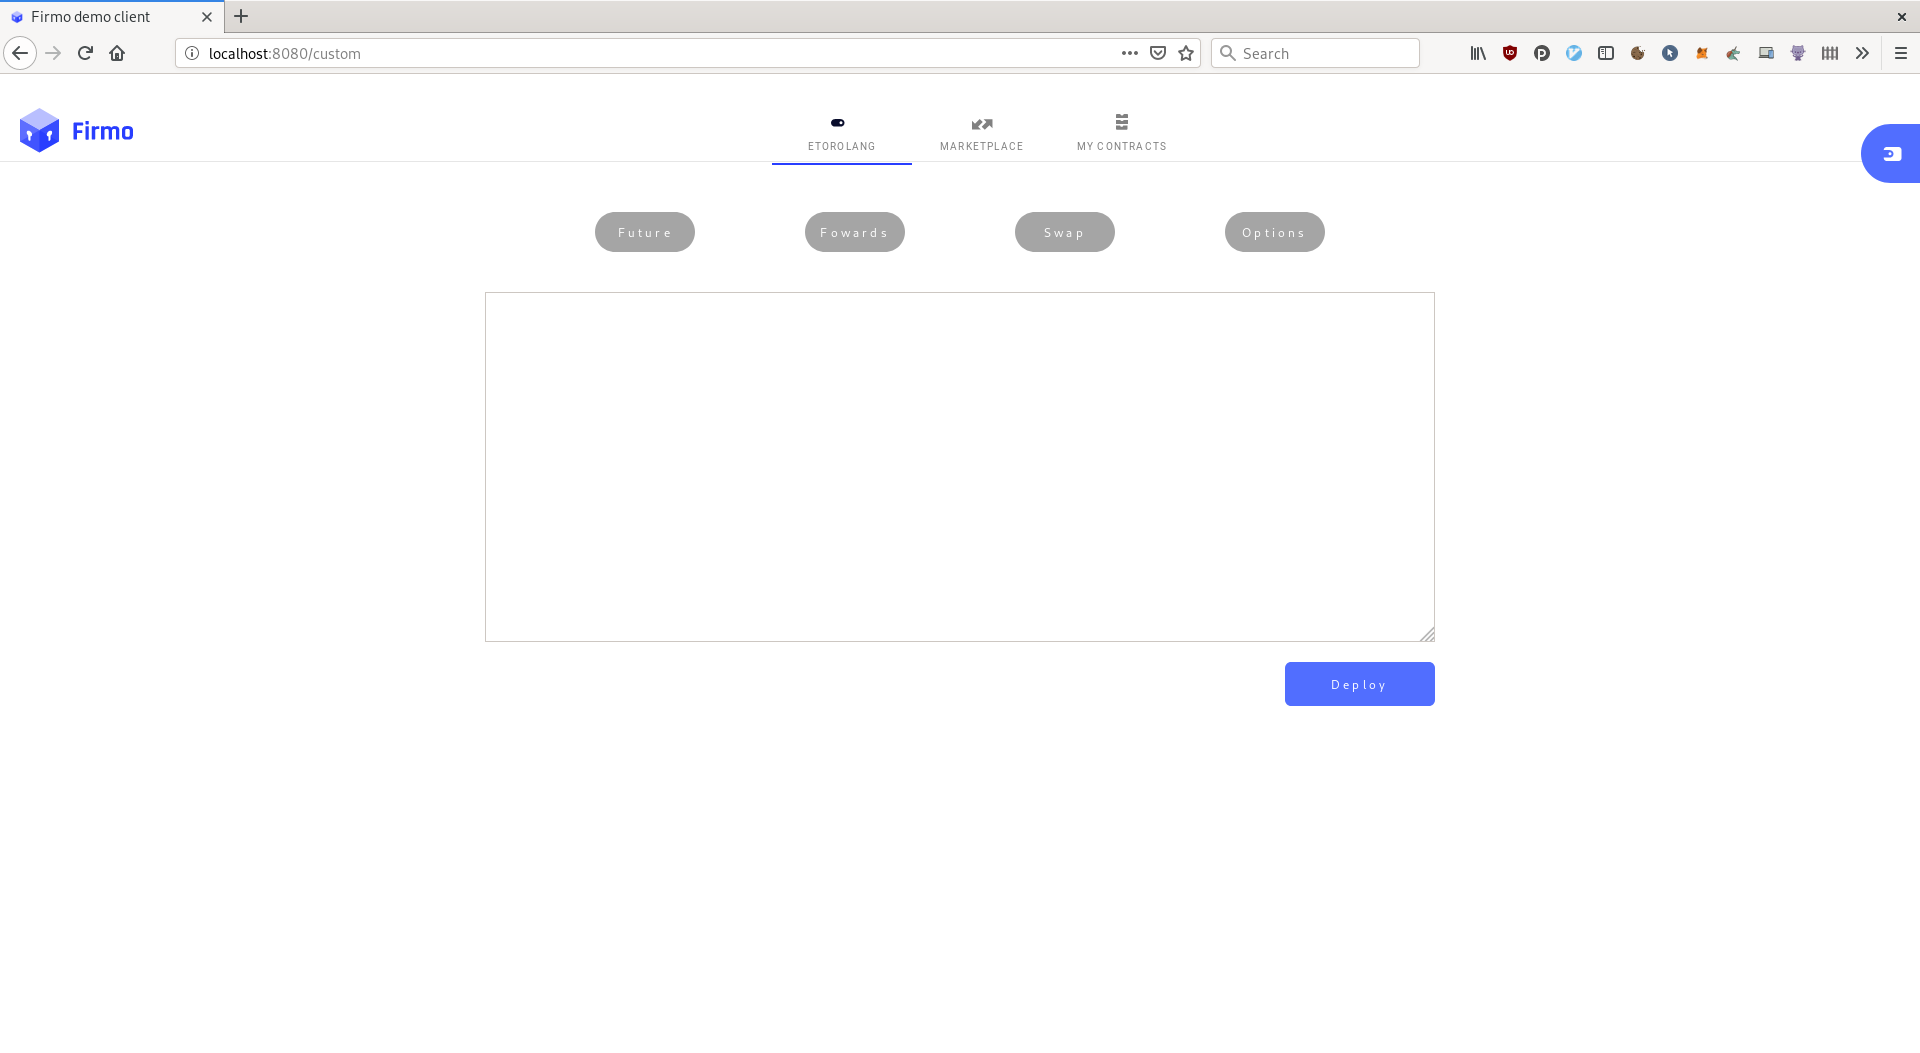 Firmo demo client
localhost:8080/custom
Search
Firmo
ETOROLANG
MARKETPLACE
MY CONTRACTS
Future
Fowards
Swap
Options
Deploy